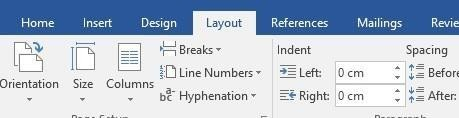 Home Insert Design Layout References Mailings
Breaks Indent Spacing
Line Numbers Left: 0 cm
Orientation Size Columns Hyphenation Right: 0 cm After:
Paragraph